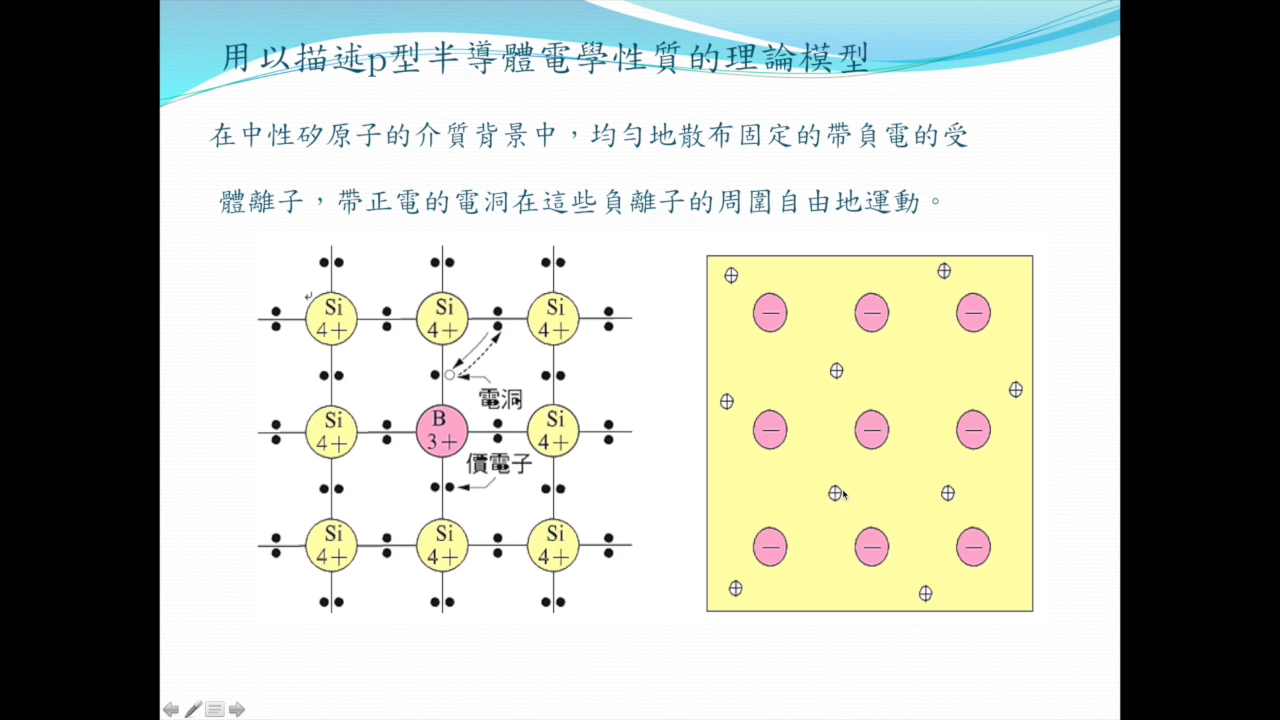 用以描述p型半導體電學性質的理論模型
在中性矽原子的介質背景中，均勻地散布固定的帶負電的受
體離子，帶正電的電洞在這些負離子的周圍自由地運動。
Si Si Si
4+ 4+ 4+
電洞
Si B Si
4+ 3+ 4+
價電子
Si Si Si
4+ 4+ 4+